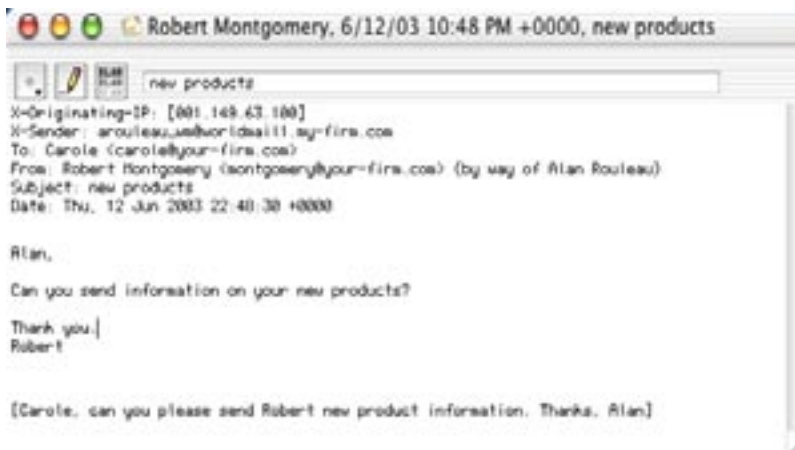 Robert Montgomery, 6/12/03 10:48 PM +0000, new products
new products
X-Originating-IP: [001.149.63.100]
X-Sender: arouleau_wm@worldmail1.my-firm.com
To: Carole <carole@your-firm.com>
From: Robert Montgomery <montgomery@your-firm.com> (by way of Alan Rouleau)
Subject: new products
Date: Thu, 12 Jun 2003 22:48:30 +0000
Alan,
Can you send information on your new products?
Thank you.
Robert
[Carole, can you please send Robert new product information. Thanks, Alan]